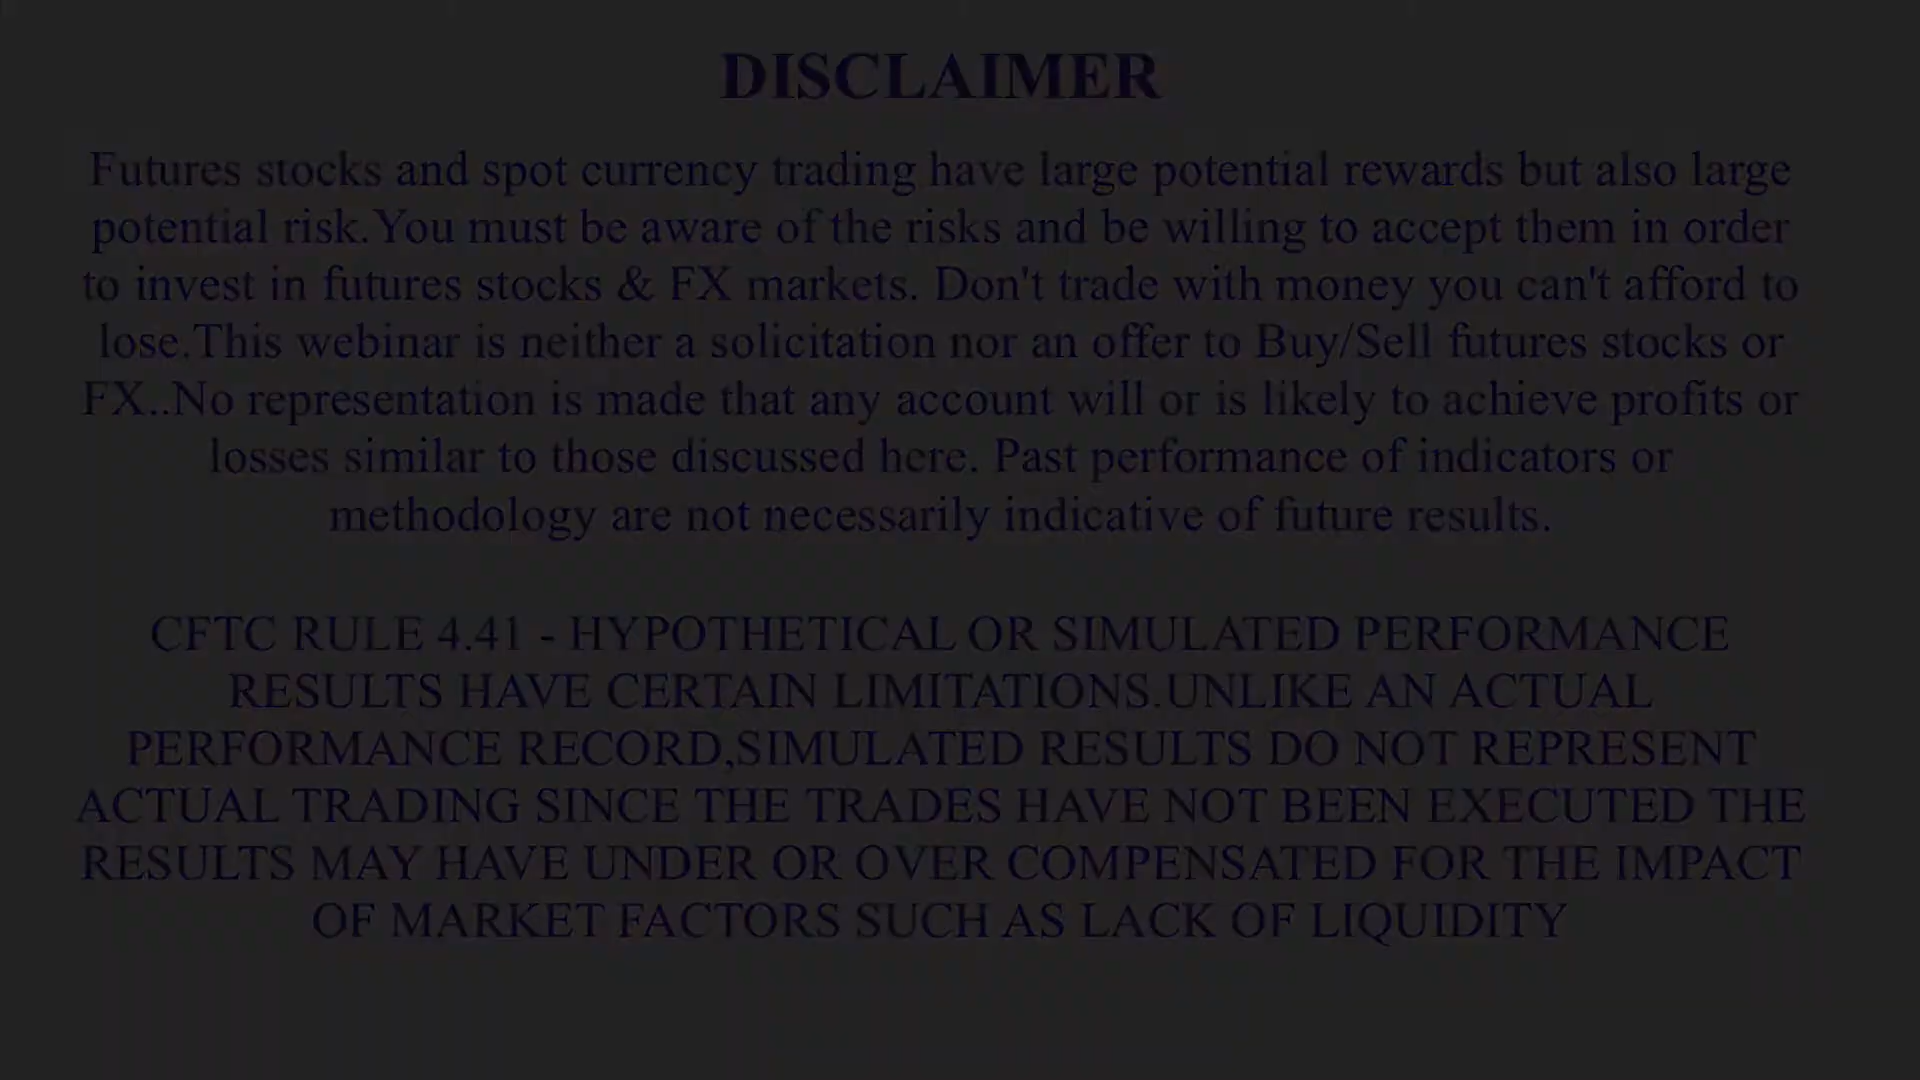 DISCLAIMER
Futures stocks and spot currency trading have large potential rewards but also large
potential risk.You must be aware of the risks and be willing to accept them in order
to invest in futures stocks & FX markets. Don't trade with money you can't afford to
lose.This webinar is neither a solicitation nor an offer to Buy/Sell futures stocks or
FX..No representation is made that any account will or is likely to achieve profits or
losses similar to those discussed here. Past performance of indicators or
methodology are not necessarily indicative of future results.
CFTC RULE 4.41 - HYPOTHETICAL OR SIMULATED PERFORMANCE
RESULTS HAVE CERTAIN LIMITATIONS.UNLIKE AN ACTUAL
PERFORMANCE RECORD,SIMULATED RESULTS DO NOT REPRESENT
ACTUAL TRADING SINCE THE TRADES HAVE NOT BEEN EXECUTED THE
RESULTS MAY HAVE UNDER OR OVER COMPENSATED FOR THE IMPACT
OF MARKET FACTORS SUCH AS LACK OF LIQUIDITY